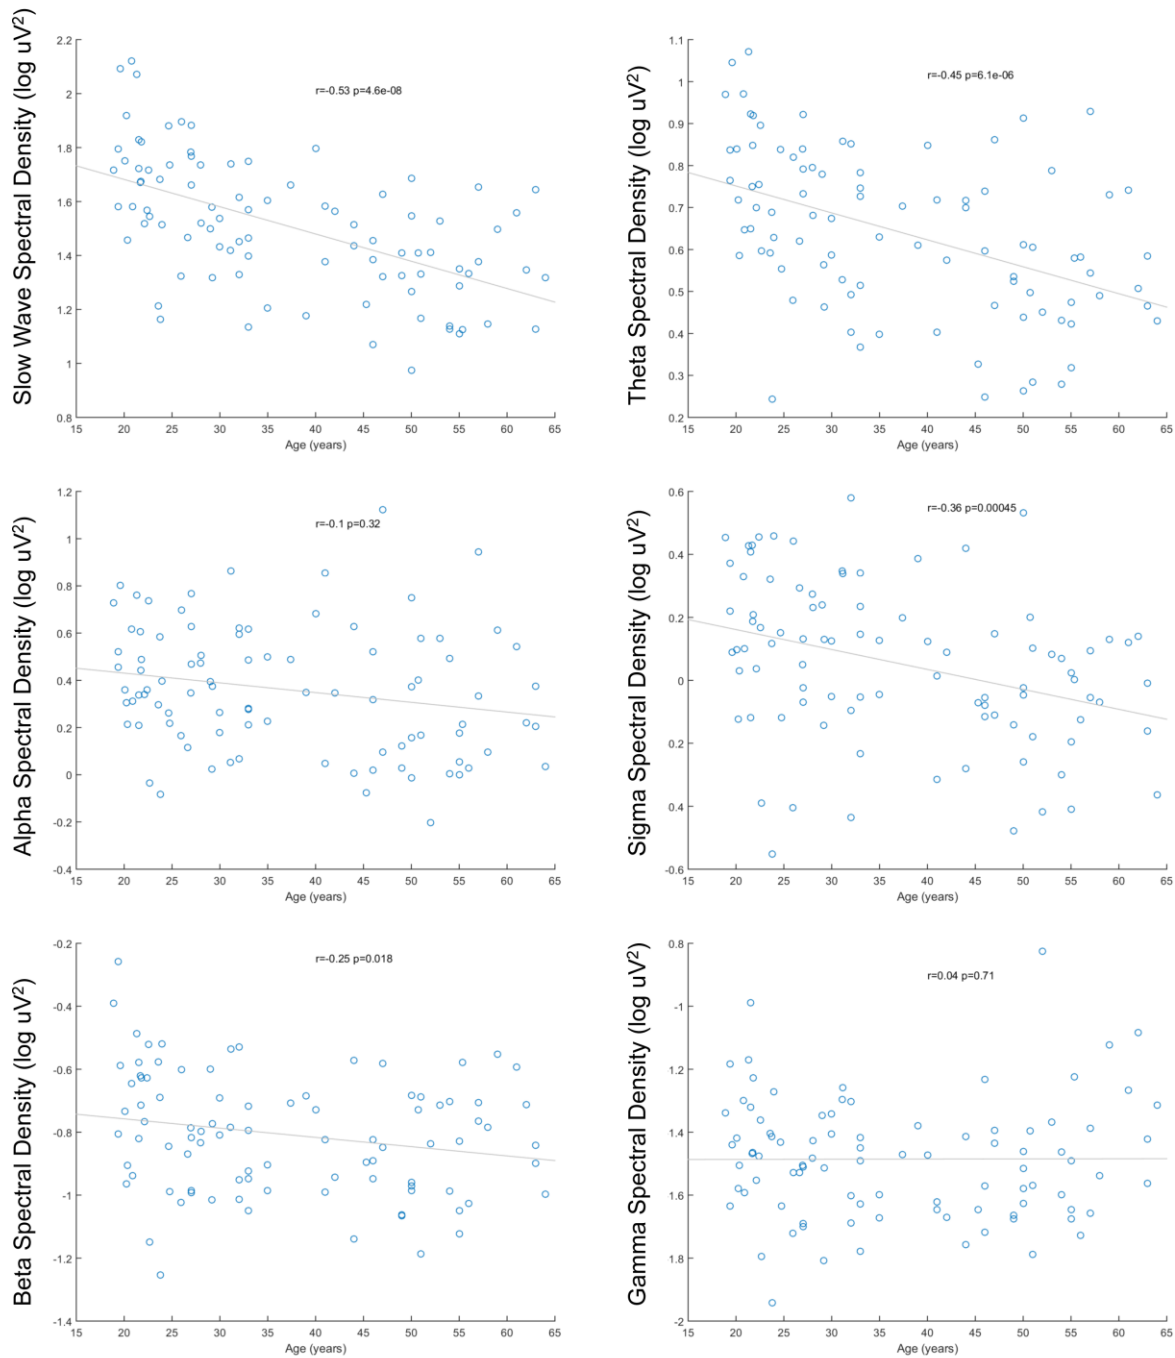 Slow Wave Spectral Density (log uV²)
2.2
2
1.8
1.6
1.4
1.2
1
0.8
r=-0.53 p=4.6e-08
15 20 25 30 35 40 45 50 55 60 65
Age (years)
Theta Spectral Density (log uV²)
1.1
1
0.9
0.8
0.7
0.6
0.5
0.4
0.3
0.2
r=-0.45 p=6.1e-06
15 20 25 30 35 40 45 50 55 60 65
Age (years)
Alpha Spectral Density (log uV²)
1.2
1
0.8
0.6
0.4
0.2
0
-0.2
-0.4
r=-0.1 p=0.32
15 20 25 30 35 40 45 50 55 60 65
Age (years)
Sigma Spectral Density (log uV²)
0.6
0.4
0.2
0
0.2
0.4
-0.6
r=-0.36 p=0.00045
15 20 25 30 35 40 45 50 55 60 65
Age (years)
Beta Spectral Density (log uV²)
-0.2
-0.4
-0.6
-0.8
-1
-1.2
-1.4
r=-0.25 p=0.018
15 20 25 30 35 40 45 50 55 60 65
Age (years)
Gamma Spectral Density (log uV²)
0.8
-1
1.2
1.4
1.6
1.8
-2
r=0.04 p=0.71
15 20 25 30 35 40 45 50 55 60 65
Age (years)